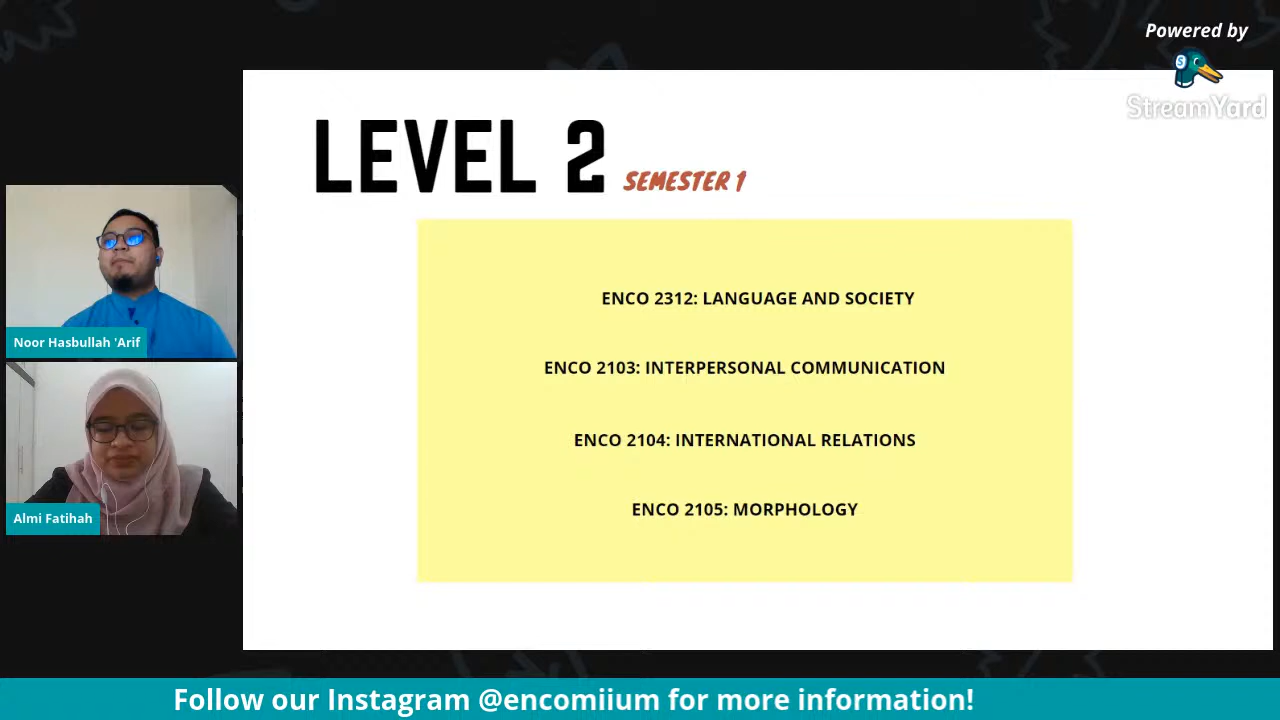 Powered by
StreamYard
LEVEL 2
SEMESTER 1
ENCO 2312: LANGUAGE AND SOCIETY
ENCO 2103: INTERPERSONAL COMMUNICATION
ENCO 2104: INTERNATIONAL RELATIONS
ENCO 2105: MORPHOLOGY
Noor Hasbullah 'Arif
Almi Fatihah
Follow our Instagram @encomiium for more information!